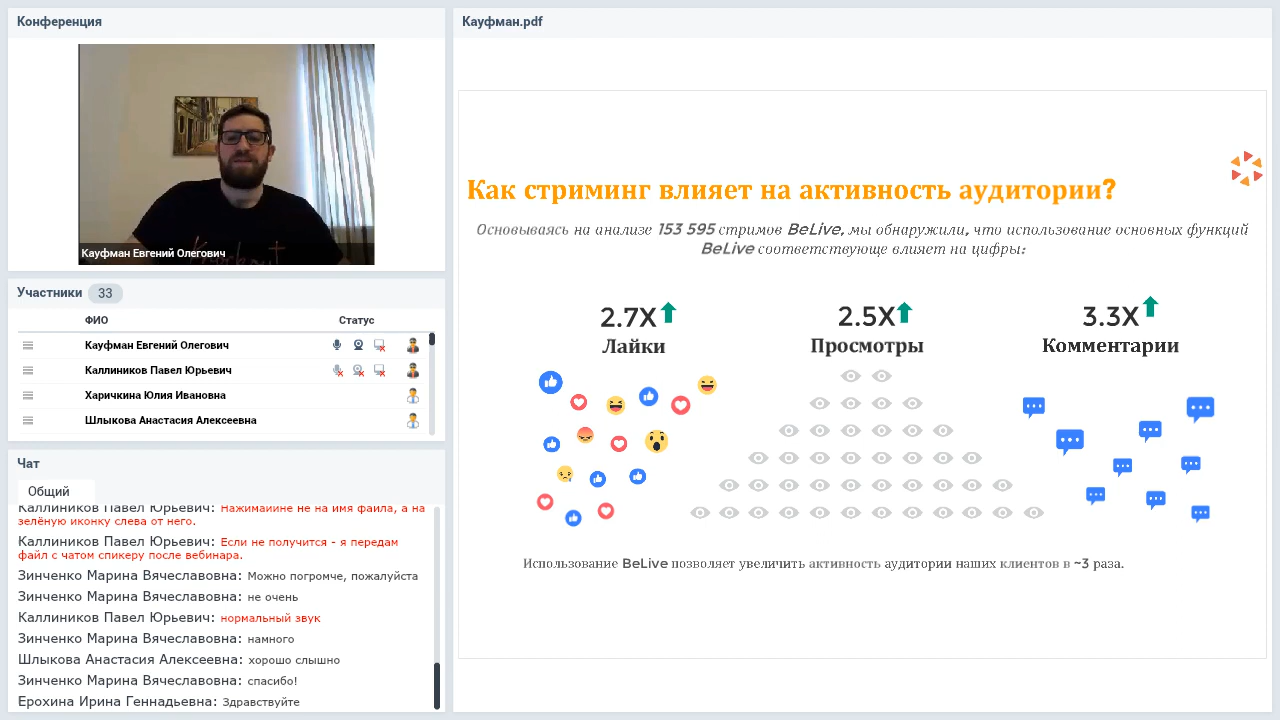 Конференция
Кауфман Евгений Олегович
Участники 33
ФИО Статус
Кауфман Евгений Олегович
Каллиников Павел Юрьевич
Харичкина Юлия Ивановна
Шлыкова Анастасия Алексеевна
Чат
Общий
Каллиников Павел Юрьевич: Нажимайине не на имя файла, а на
зелёную иконку слева от него.
Каллиников Павел Юрьевич: Если не получится - я передам
файл с чатом спикеру после вебинара.
Зинченко Марина Вячеславовна: Можно погромче, пожалуйста
Зинченко Марина Вячеславовна: не очень
Каллиников Павел Юрьевич: нормальный звук
Зинченко Марина Вячеславовна: намного
Шлыкова Анастасия Алексеевна: хорошо слышно
Зинченко Марина Вячеславовна: спасибо!
Ерохина Ирина Геннадьевна: Здравствуйте
Кауфман.pdf
Как стриминг влияет на активность аудитории?
Основываясь на анализе 153 595 стримов BeLive, мы обнаружили, что использование основных функций
BeLive соответствующе влияет на цифры:
2.7X
Лайки
2.5X
Просмотры
3.3X
Комментарии
Использование BeLive позволяет увеличить активность аудитории наших клиентов в ~3 раза.